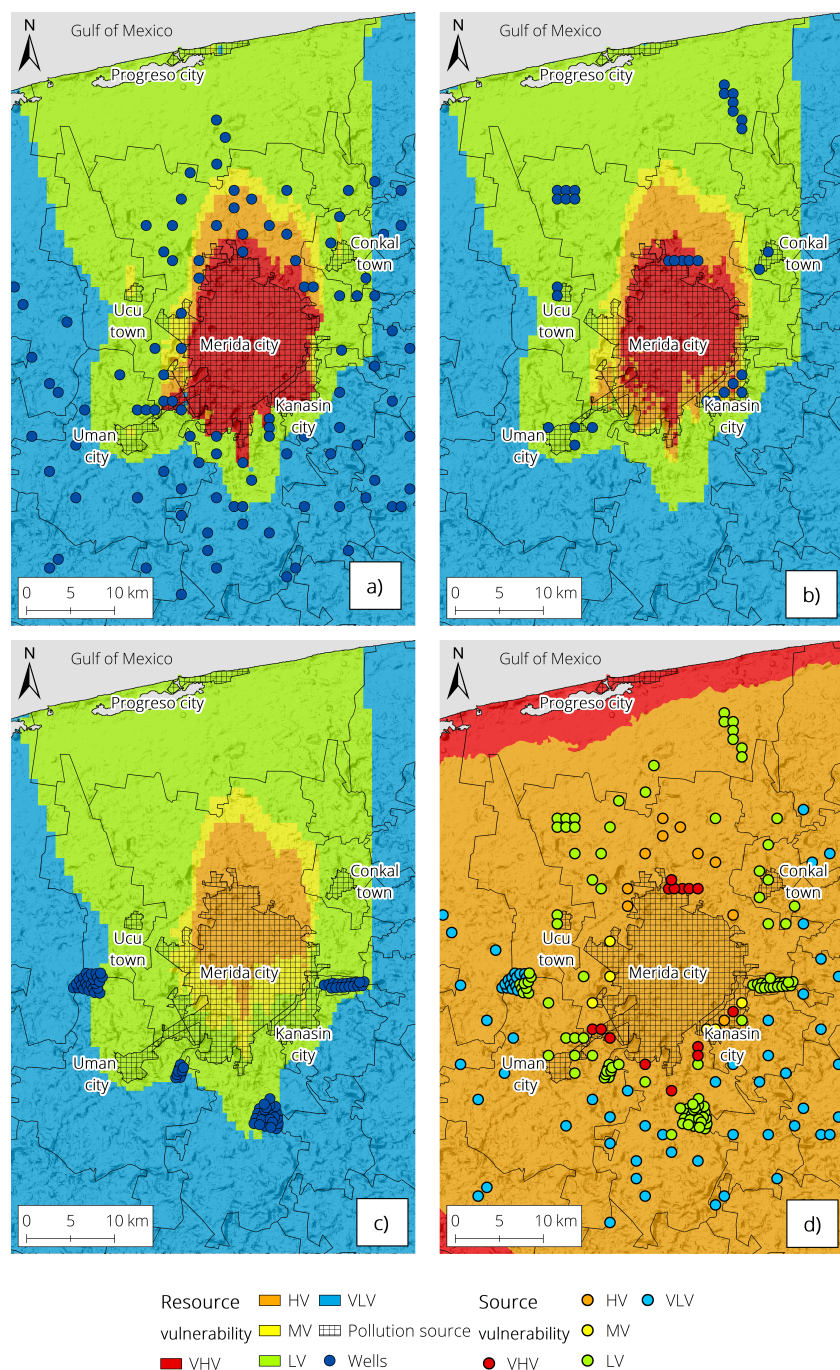 N
Gulf of Mexico
Progreso city
Conkal
town
Ucu
town
Merida city
Kanasin
city
Uman
city
0 5 10 km
a)
Gulf of Mexico
N
Progreso city
Conkal
town
Ucu
town
Merida city
Kanasin
city
Uman
city
0 5 10 km
b)
N
Gulf of Mexico
Progreso city
Conkal
town
Ucu
town
Merida city
Kanasin
city
Uman
city
0 5 10 km
c)
N
Gulf of Mexico
Progreso city
Conkal
town
Ucu
town
Merida city
Kanasin
city
Uman
city
0 5 10 km
d)
Resource HV VLV Source HV VLV
vulnerability MV Pollution source vulnerability MV
VHV LV Wells VHV LV